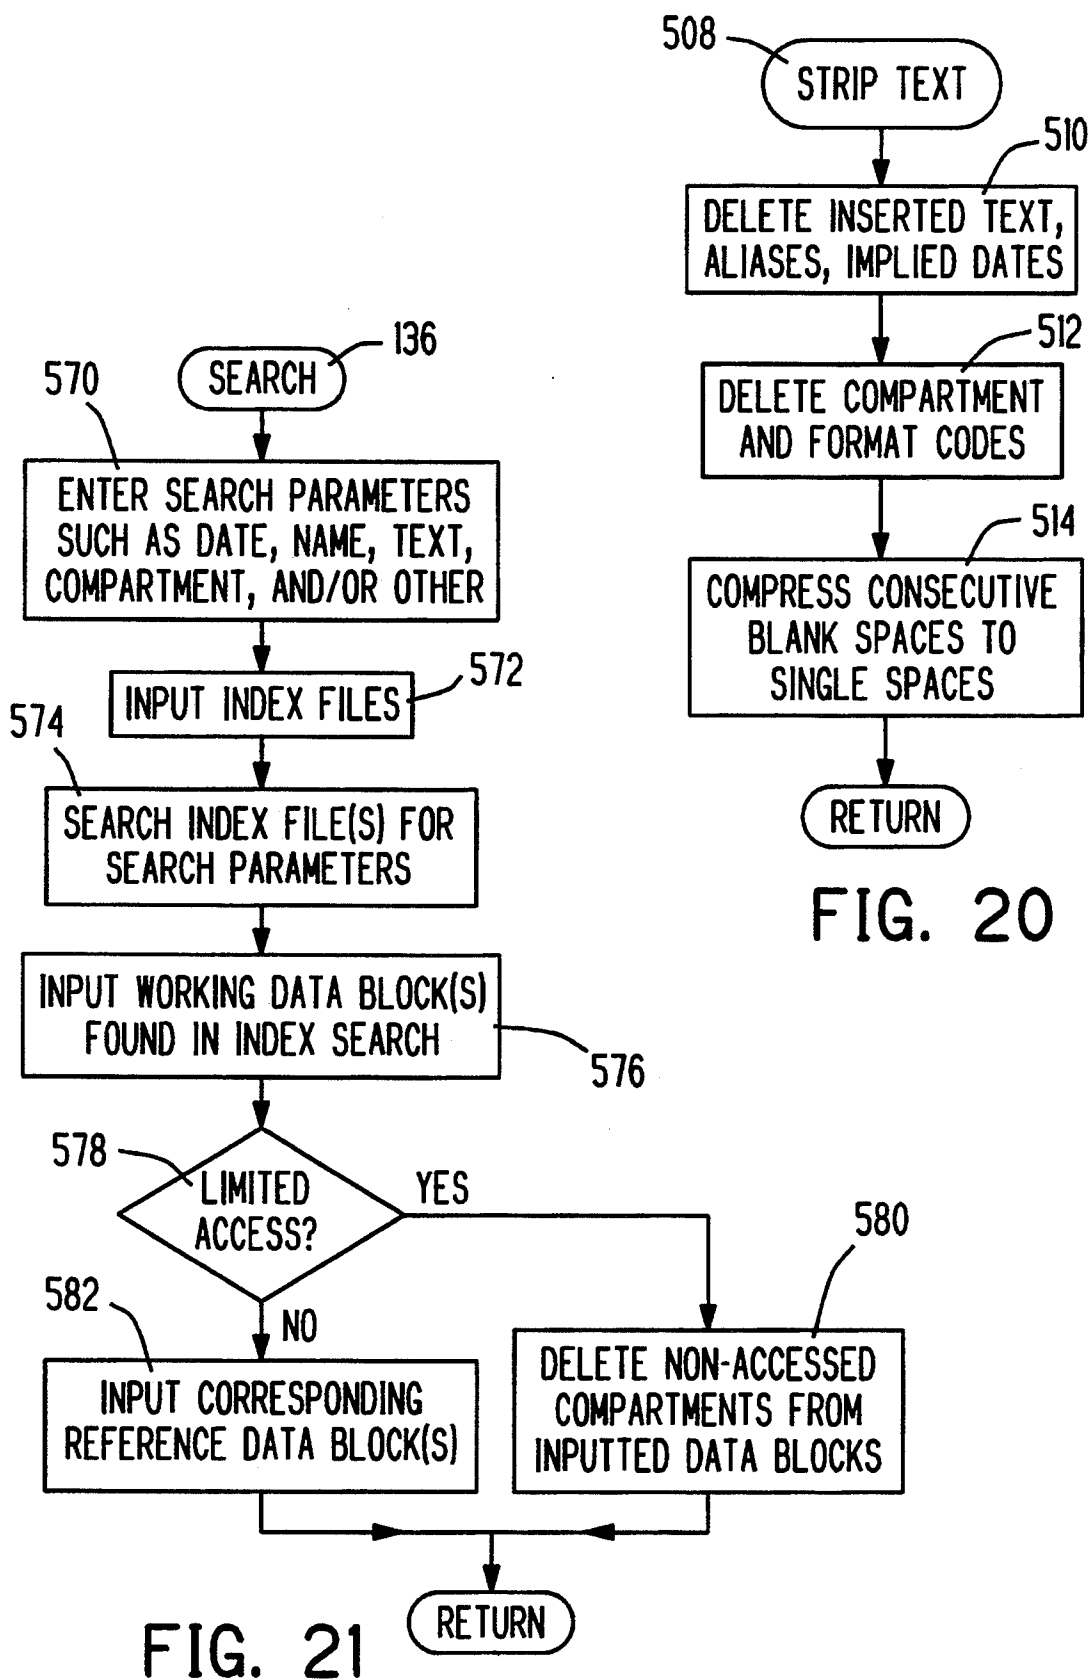 508
STRIP TEXT
510
DELETE INSERTED TEXT,
ALIASES, IMPLIED DATES
512
DELETE COMPARTMENT
AND FORMAT CODES
514
COMPRESS CONSECUTIVE
BLANK SPACES TO
SINGLE SPACES
RETURN
FIG. 20
136
SEARCH
570
ENTER SEARCH PARAMETERS
SUCH AS DATE, NAME, TEXT,
COMPARTMENT, AND/OR OTHER
572
INPUT INDEX FILES
574
SEARCH INDEX FILE(S) FOR
SEARCH PARAMETERS
INPUT WORKING DATA BLOCK(S)
FOUND IN INDEX SEARCH
576
578
LIMITED
ACCESS?
YES
580
582
NO
INPUT CORRESPONDING
REFERENCE DATA BLOCK(S)
DELETE NON-ACCESSED
COMPARTMENTS FROM
INPUTTED DATA BLOCKS
RETURN
FIG. 21